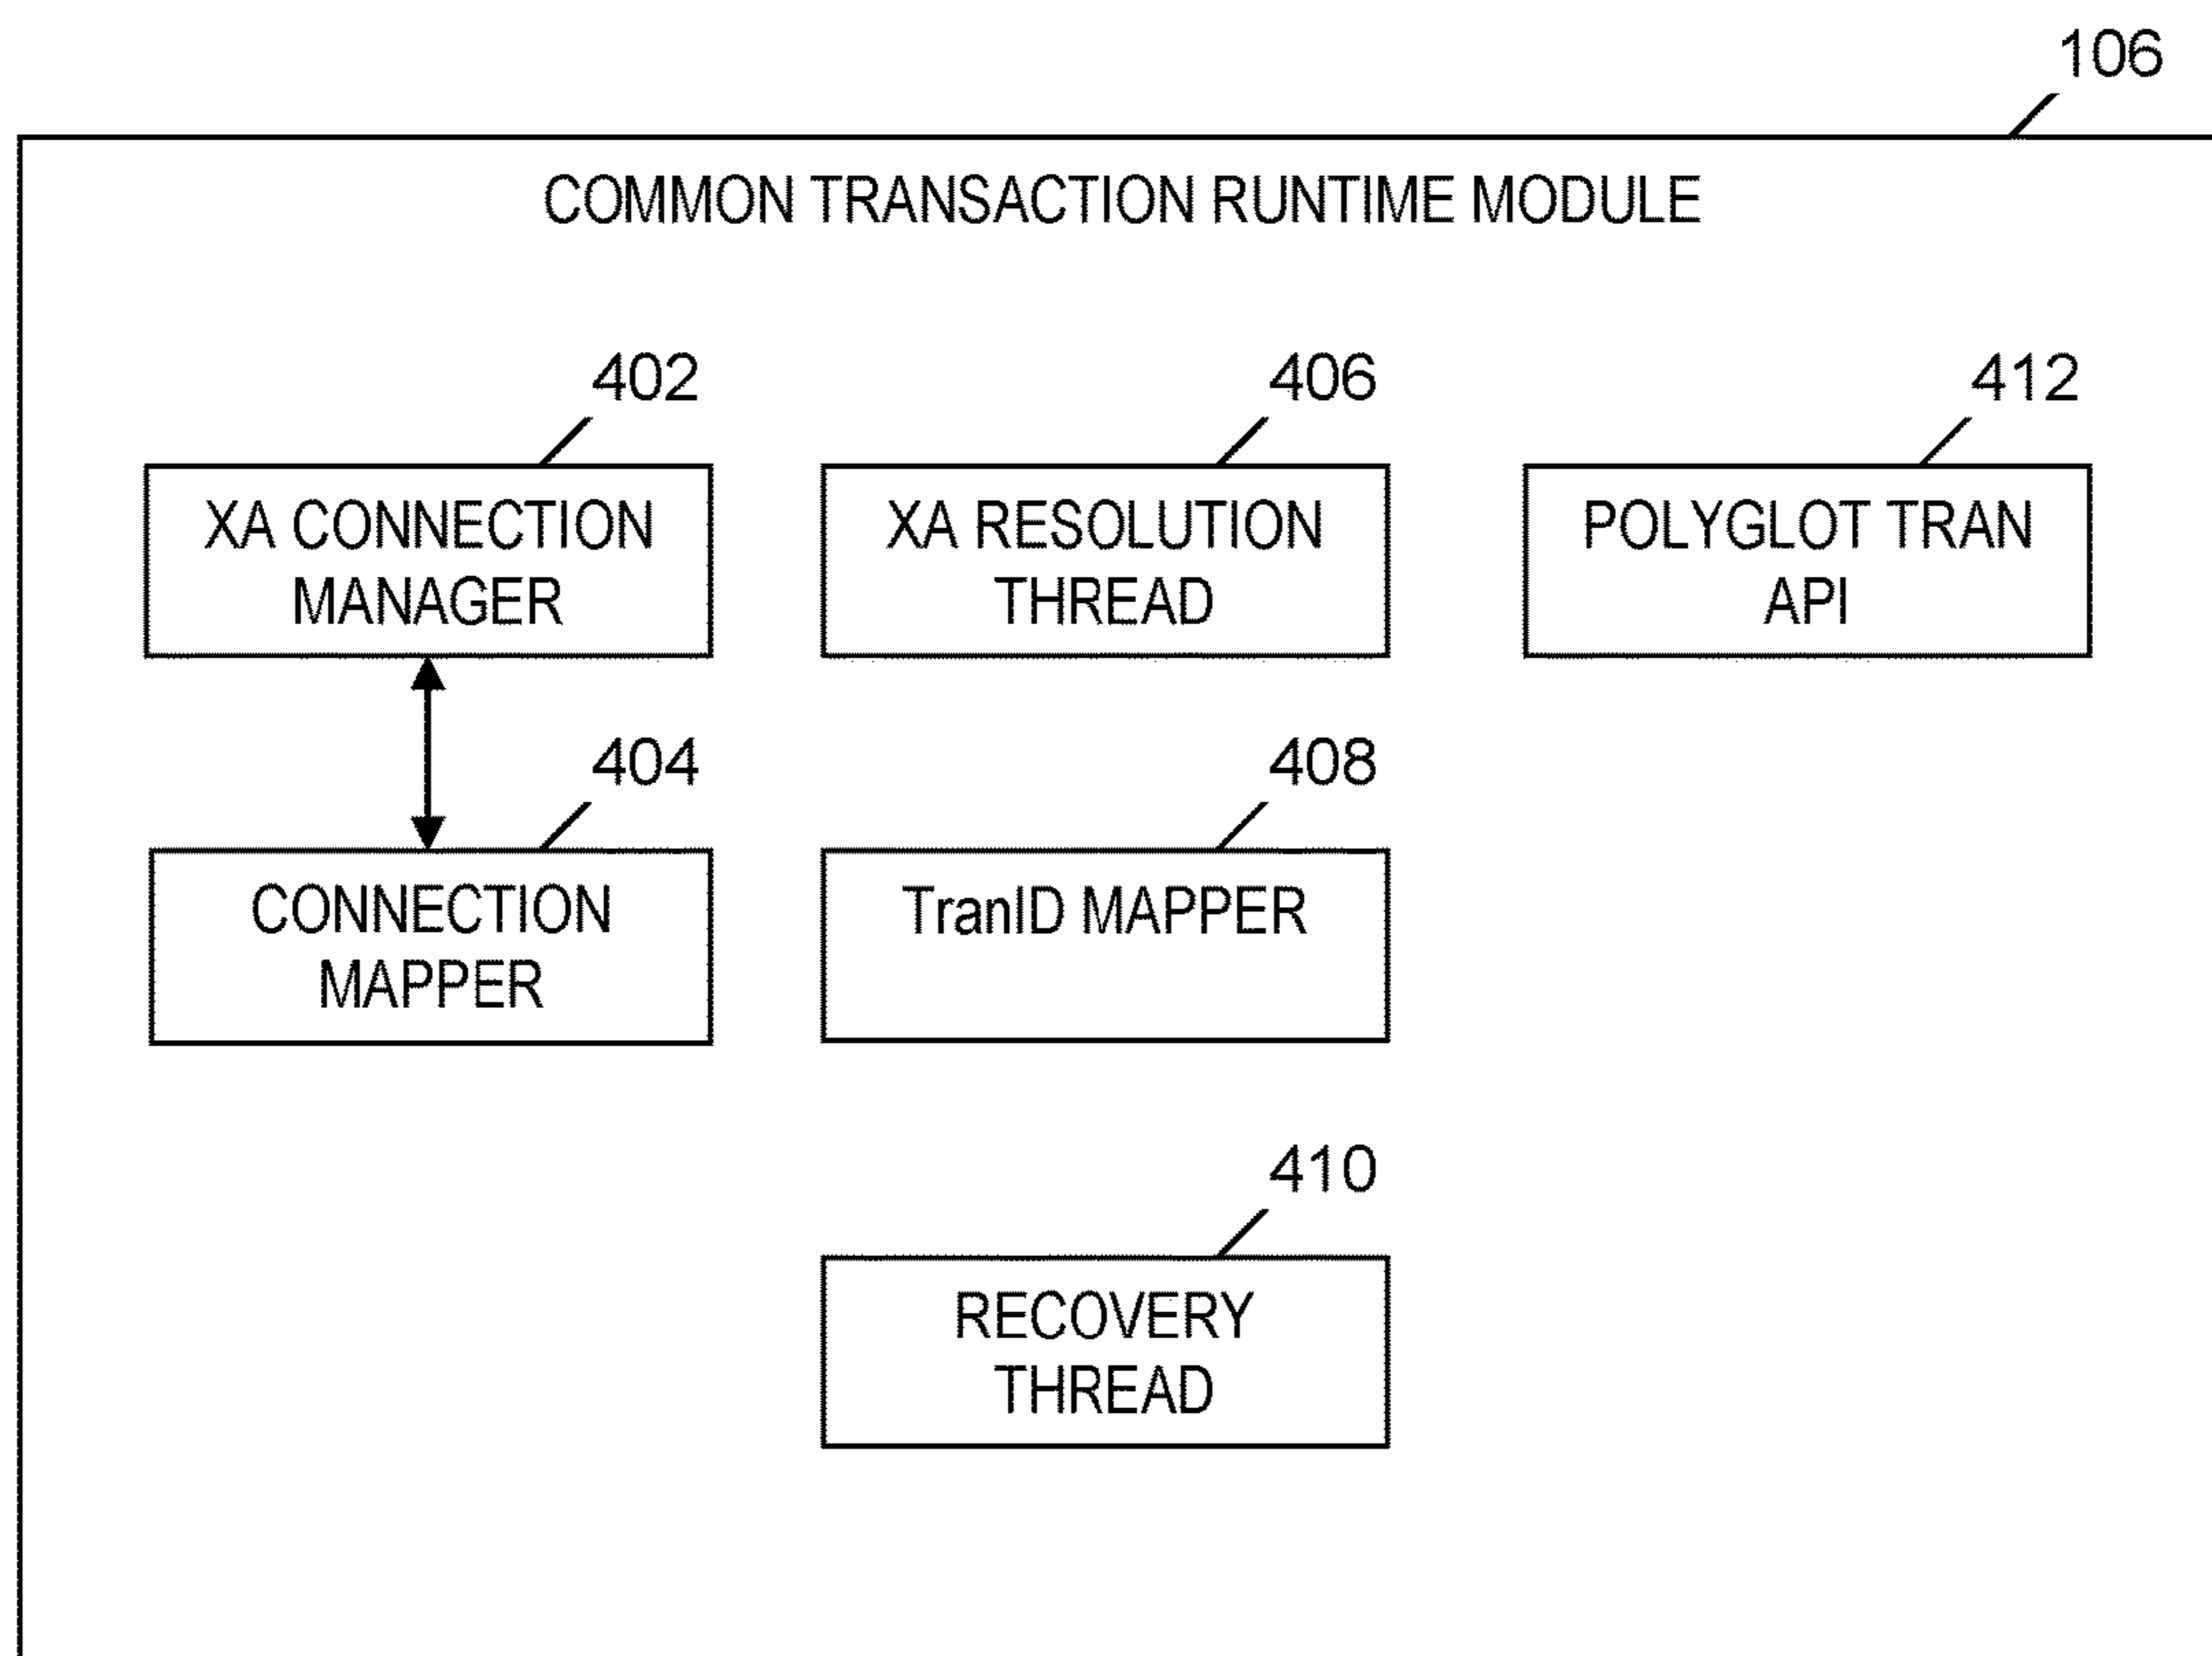 106
COMMON TRANSACTION RUNTIME MODULE
402
XA CONNECTION
MANAGER
406
XA RESOLUTION
THREAD
412
POLYGLOT TRAN
API
404
CONNECTION
MAPPER
408
TranID MAPPER
410
RECOVERY
THREAD